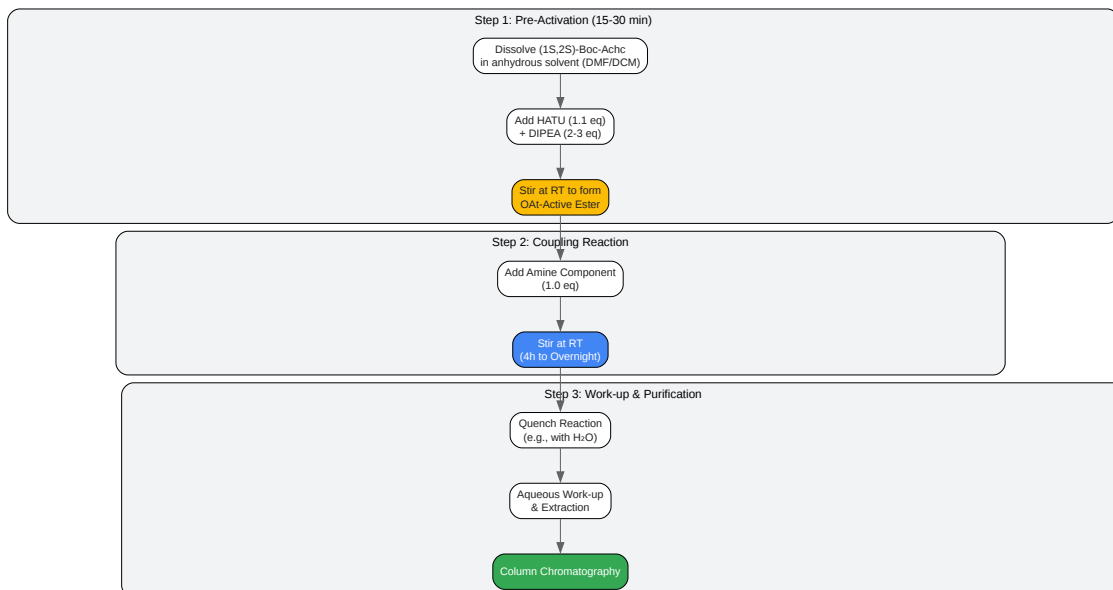 Step 1: Pre-Activation (15-30 min)
Dissolve (1S,2S)-Boc-Achc
in anhydrous solvent (DMF/DCM)
Add HATU (1.1 eq)
+ DIPEA (2-3 eq)
Stir at RT to form
OAt-Active Ester
Step 2: Coupling Reaction
Add Amine Component
(1.0 eq)
Stir at RT
(4h to Overnight)
Step 3: Work-up & Purification
Quench Reaction
(e.g., with H₂O)
Aqueous Work-up
& Extraction
Column Chromatography